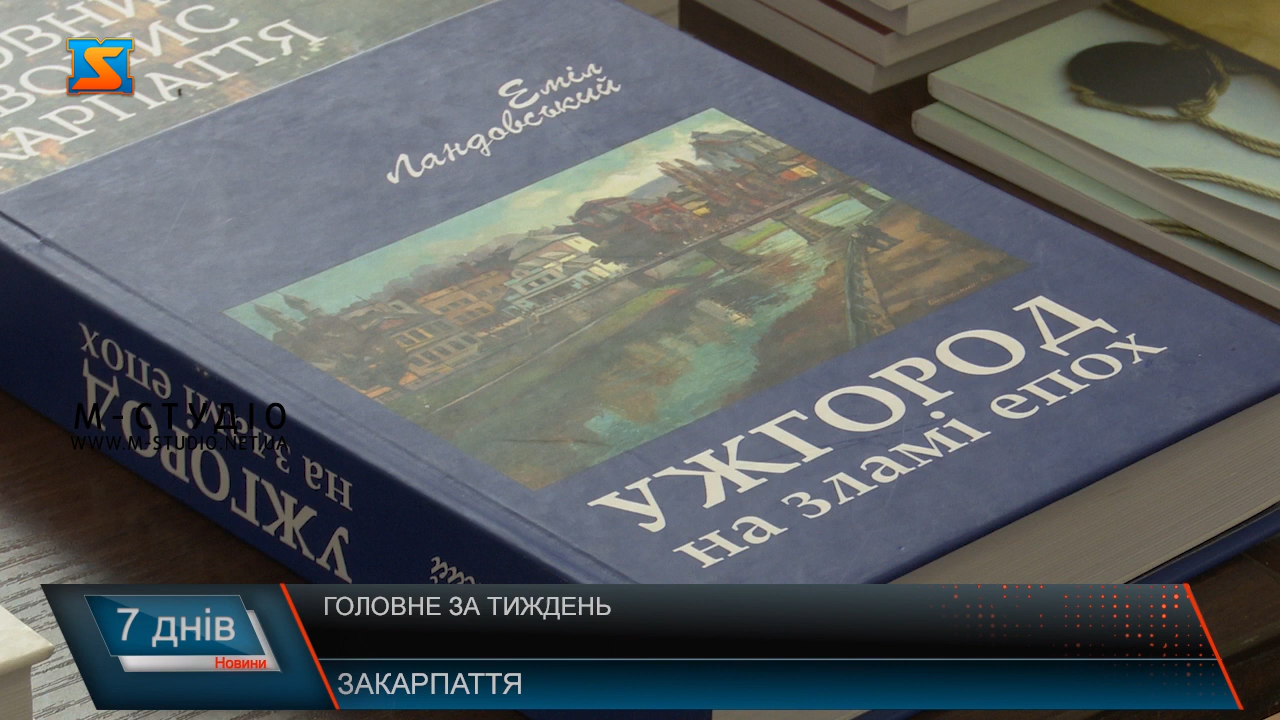 КАРПАТТЯ
Еміл
Ландовський
УЖГОРОД
на зламі епох
УЖГОРОД
на зламі епох
М-СТУДІО
WWW.M-STUDIO.NET.UA
7 днів
Новини
ГОЛОВНЕ ЗА ТИЖДЕНЬ
ЗАКАРПАТТЯ